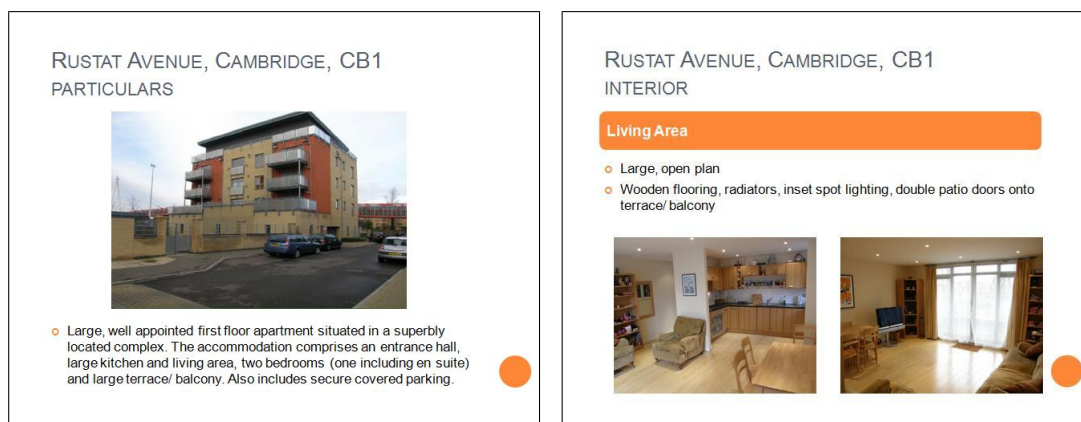 RUSTAT AVENUE, CAMBRIDGE, CB1
PARTICULARS
Large, well appointed first floor apartment situated in a superbly
located complex. The accommodation comprises an entrance hall,
large kitchen and living area, two bedrooms (one including en suite)
and large terrace/ balcony. Also includes secure covered parking.
RUSTAT AVENUE, CAMBRIDGE, CB1
INTERIOR
Living Area
Large, open plan
Wooden flooring, radiators, inset spot lighting, double patio doors onto
terrace/ balcony